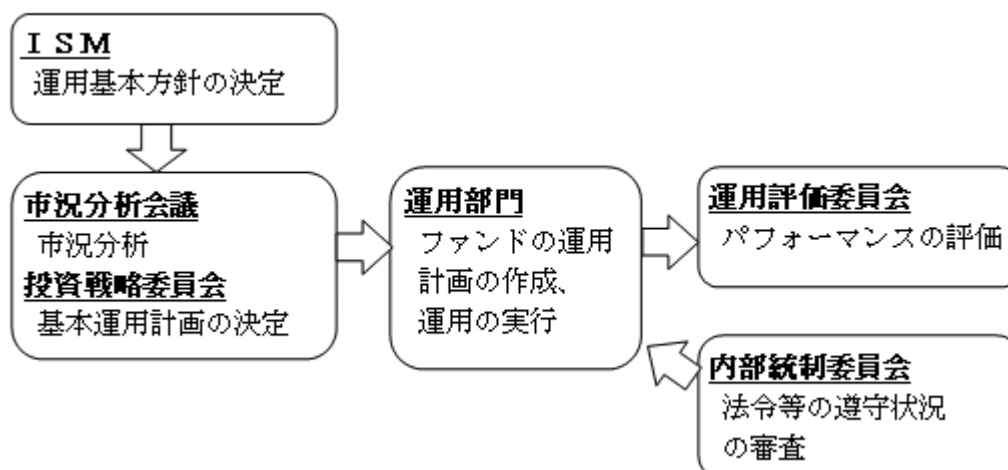 ＩＳＭ
運用基本方針の決定
市況分析会議
市況分析
投資戦略委員会
基本運用計画の決定
運用部門
ファンドの運用
計画の作成、
運用の実行
運用評価委員会
パフォーマンスの評価
内部統制委員会
法令等の遵守状況
の審査